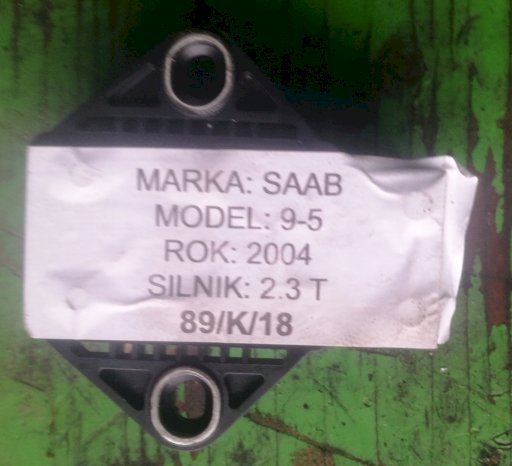 MARKA: SAAB
MODEL: 9-5
ROK: 2004
SILNIK: 2.3 T
89/K/18